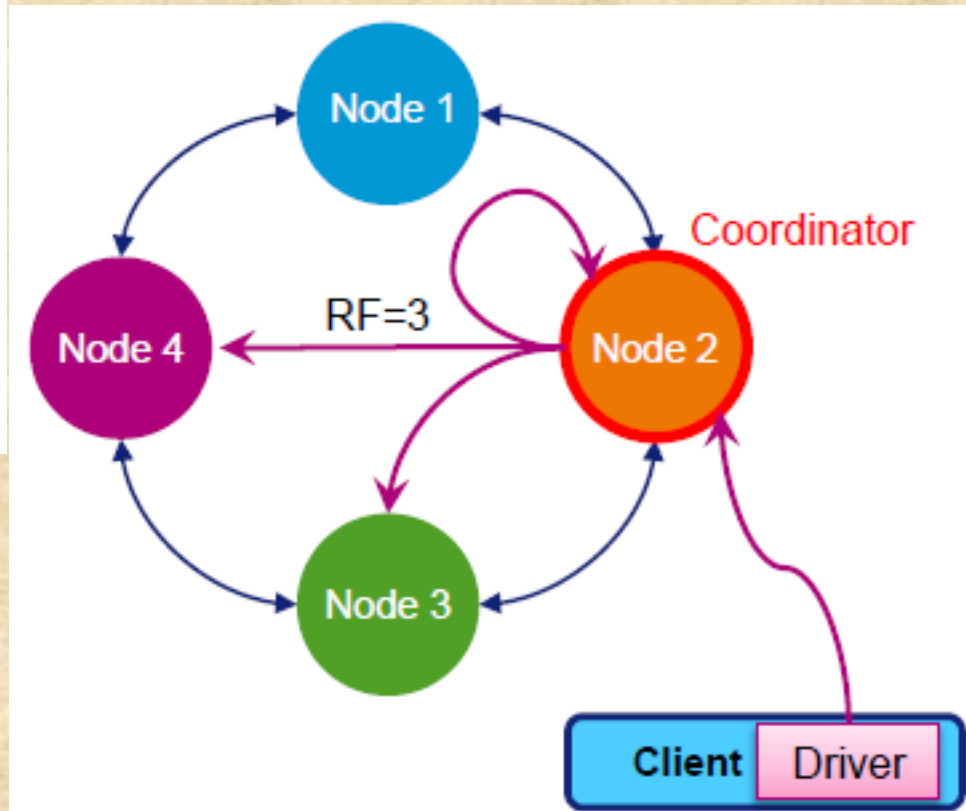 Node 1
Coordinator
RF=3
Node 4
Node 2
Node 3
Client
Driver